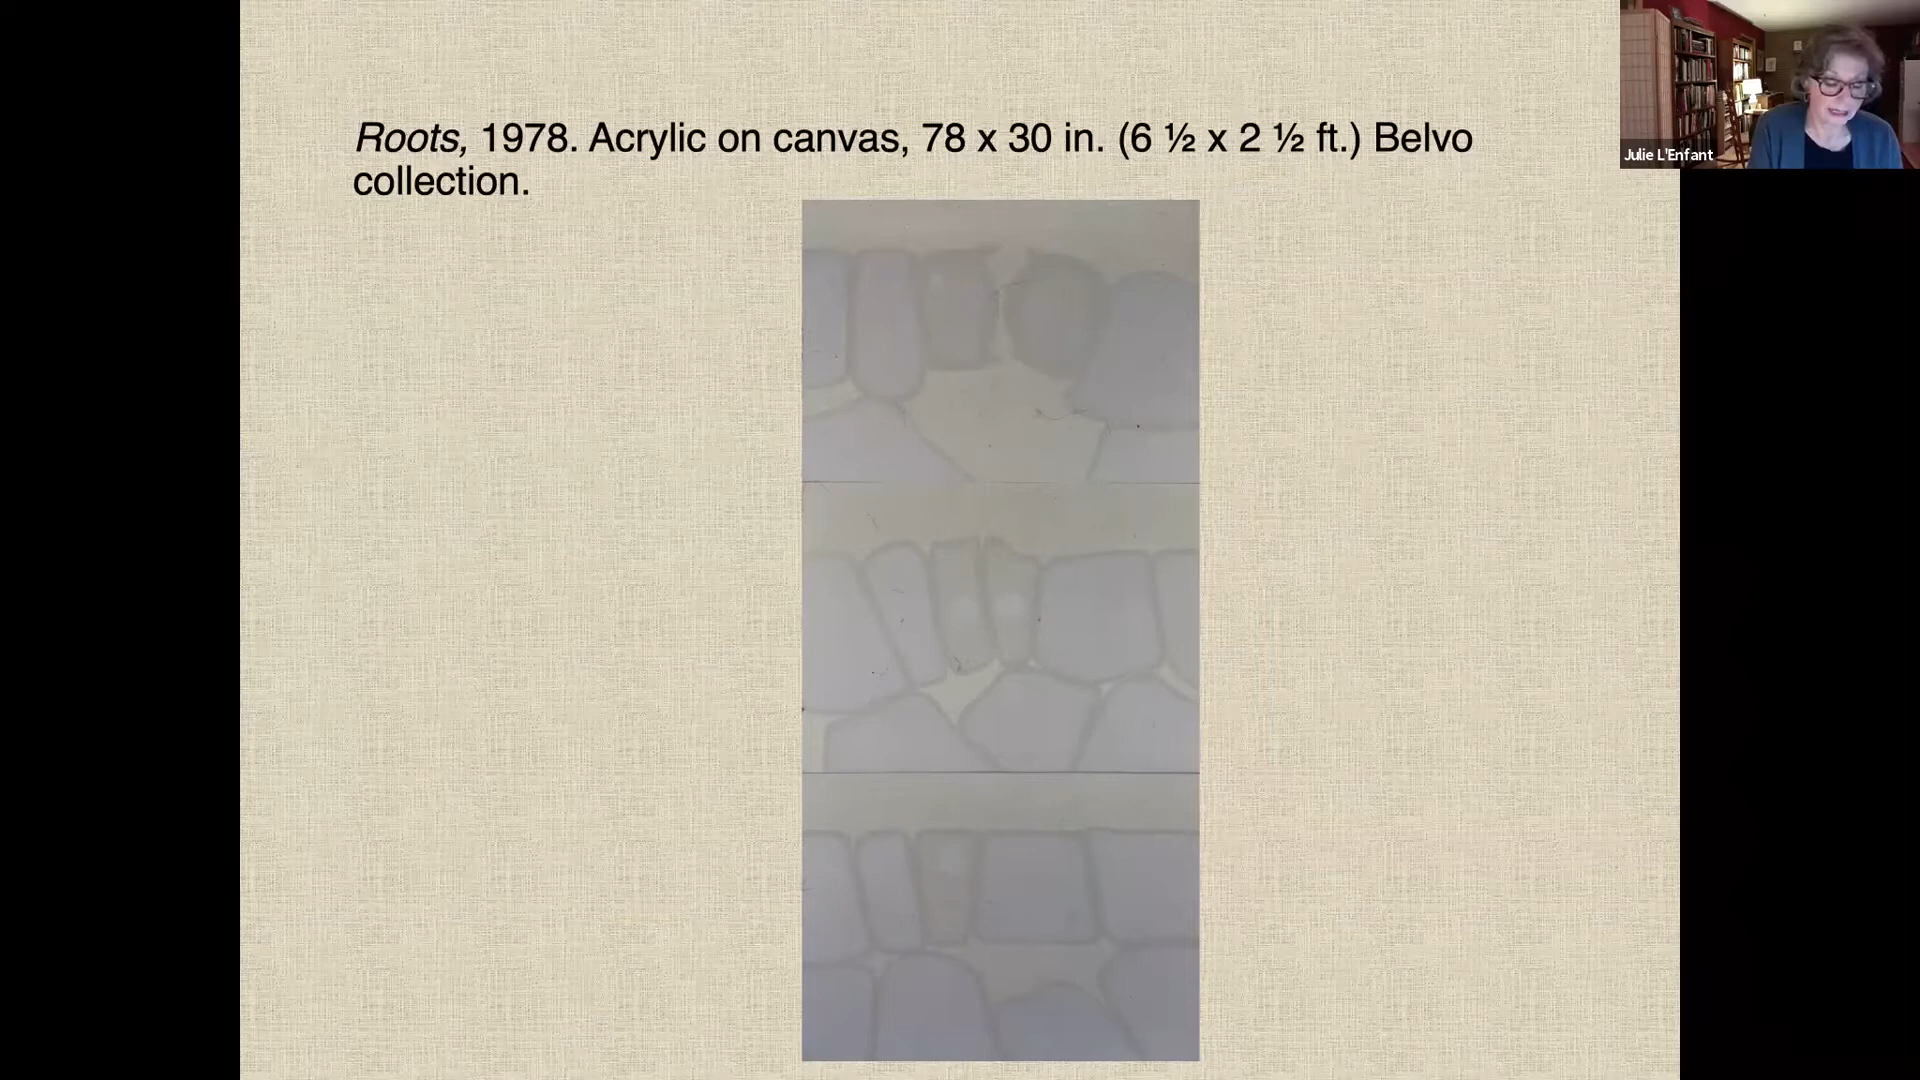 Roots, 1978. Acrylic on canvas, 78 x 30 in. (6 ½ x 2 ½ ft.) Belvo
collection.
Julie L'Enfant